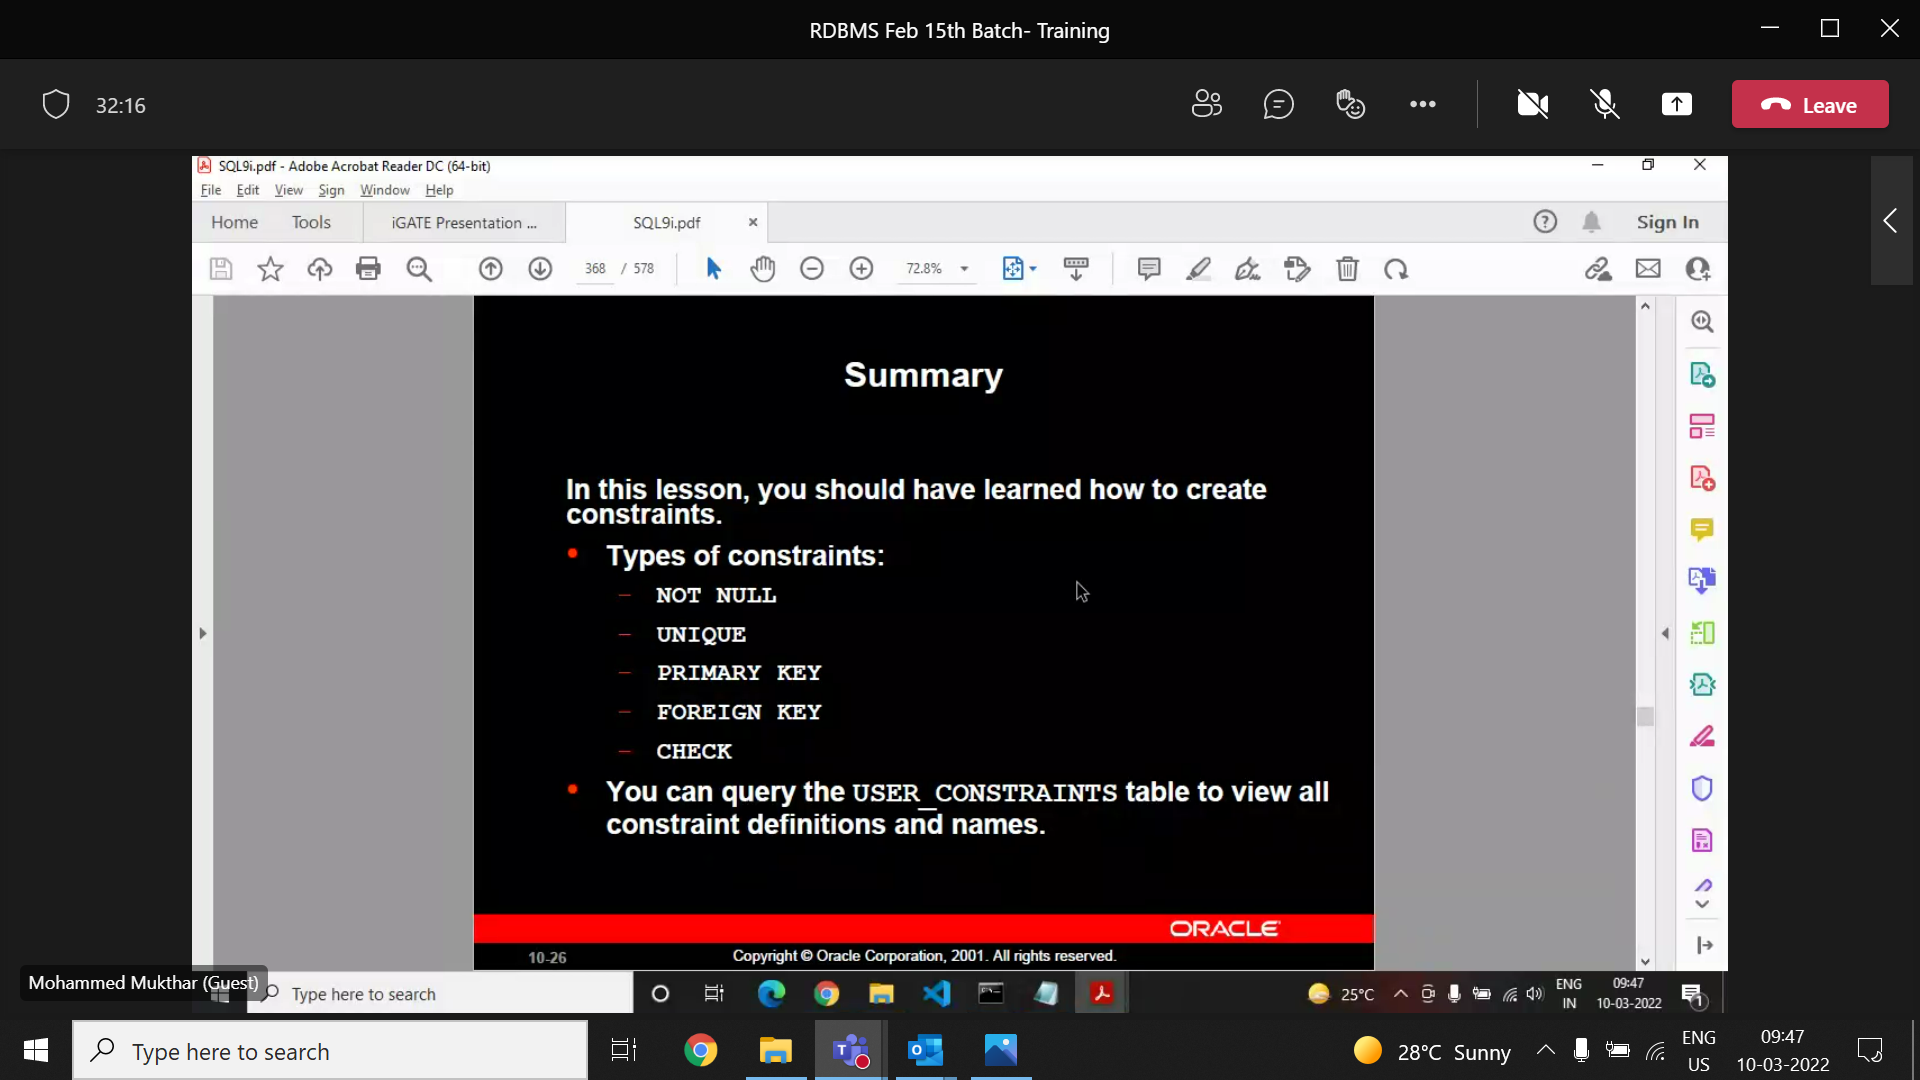 RDBMS Feb 15th Batch- Training
32:16
Leave
SQL9i.pdf - Adobe Acrobat Reader DC (64-bit)
File Edit View Sign Window Help
Home Tools iGATE Presentation ... SQL9i.pdf Sign In
368 / 578 72.8%
Summary
In this lesson, you should have learned how to create
constraints.
• Types of constraints:
– NOT NULL
– UNIQUE
– PRIMARY KEY
– FOREIGN KEY
– CHECK
• You can query the USER_CONSTRAINTS table to view all
constraint definitions and names.
ORACLE
10-26 Copyright © Oracle Corporation, 2001. All rights reserved.
Mohammed Mukthar (Guest)
Type here to search 25°C ENG IN 09:47 10-03-2022 1
Type here to search 28°C Sunny ENG US 09:47 10-03-2022